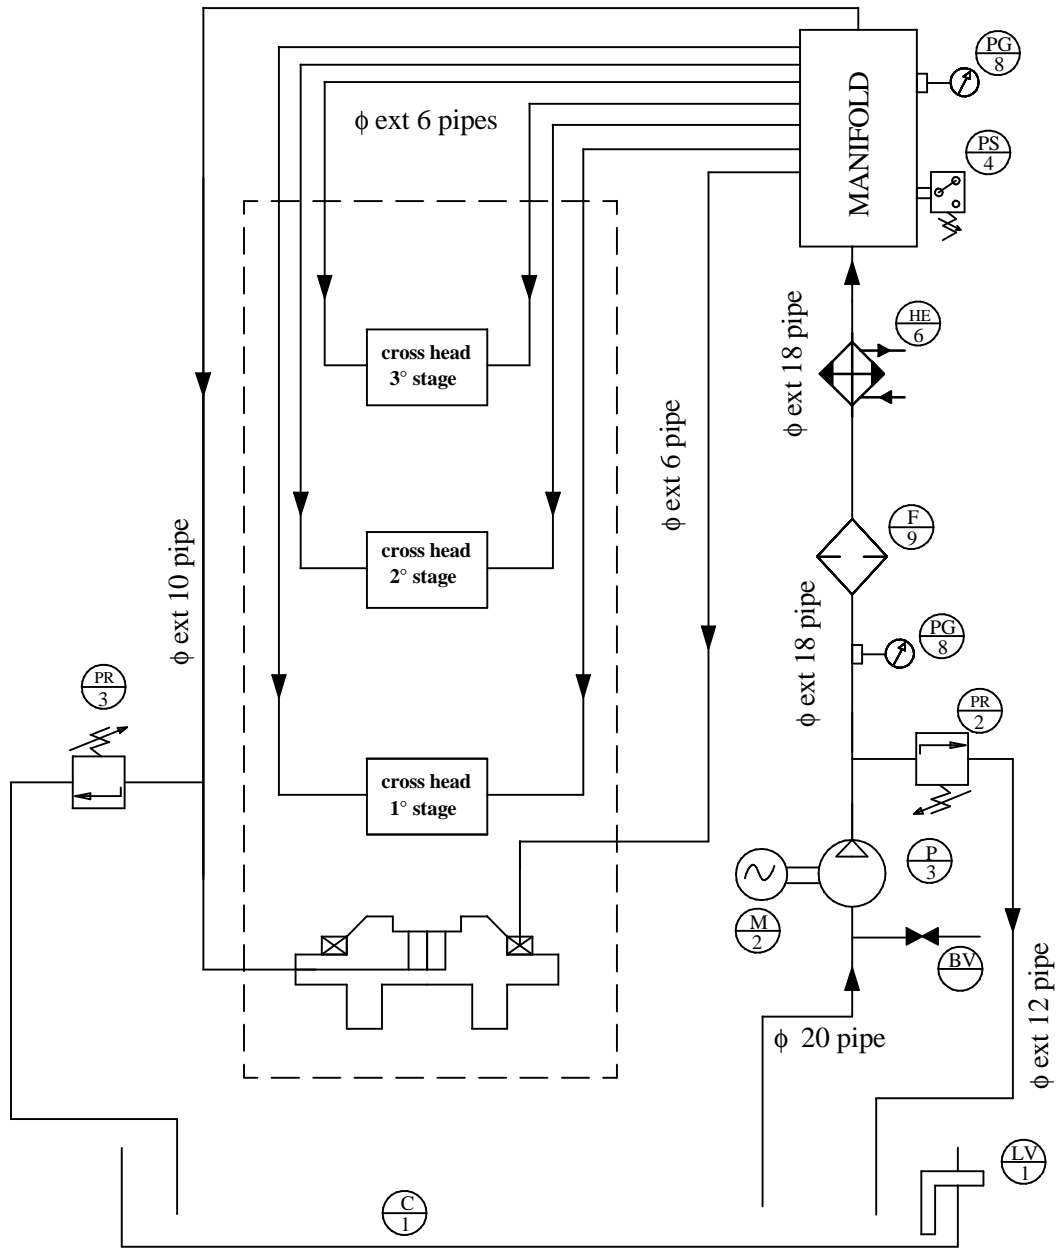 PG
8
ϕ ext 6 pipes
MANIFOLD
PS
4
ϕ ext 18 pipe
HE
6
cross head
3° stage
ϕ ext 6 pipe
F
9
cross head
2° stage
ϕ ext 10 pipe
ϕ ext 18 pipe
PG
8
PR
3
PR
2
cross head
1° stage
P
3
M
2
BV
ϕ 20 pipe
ϕ ext 12 pipe
LV
1
C
1